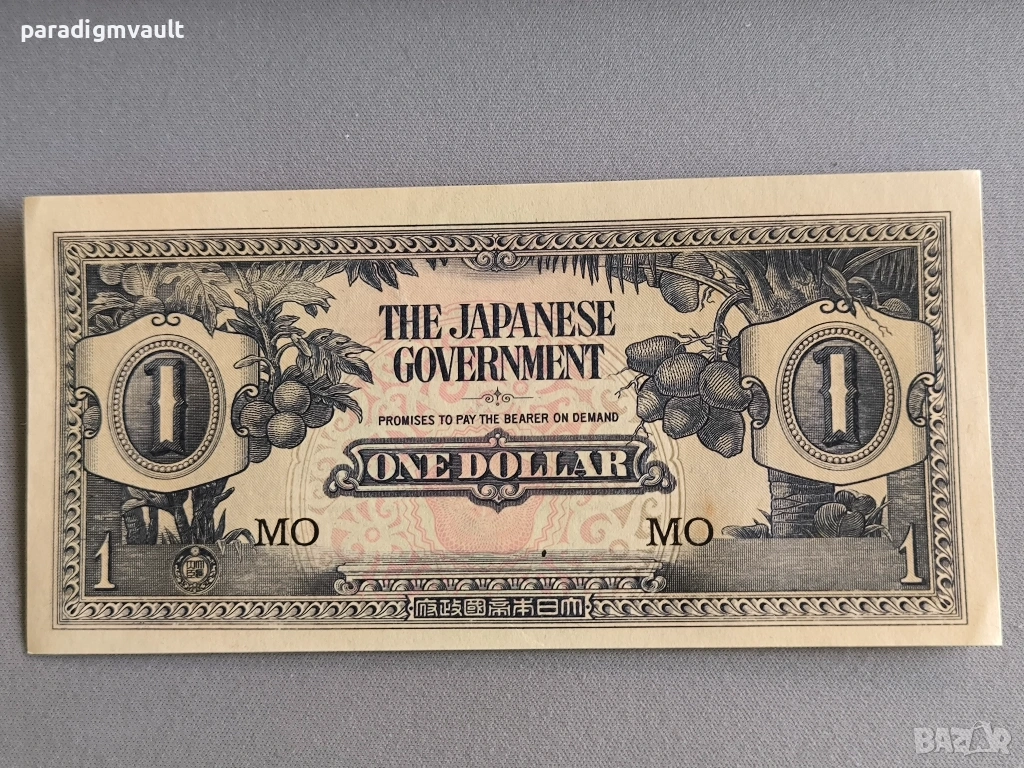 paradigmvault
THE JAPANESE
GOVERNMENT
PROMISES TO PAY THE BEARER ON DEMAND
ONE DOLLAR
1 1
MO MO
1 1
府政國帝本日大
BAZAR